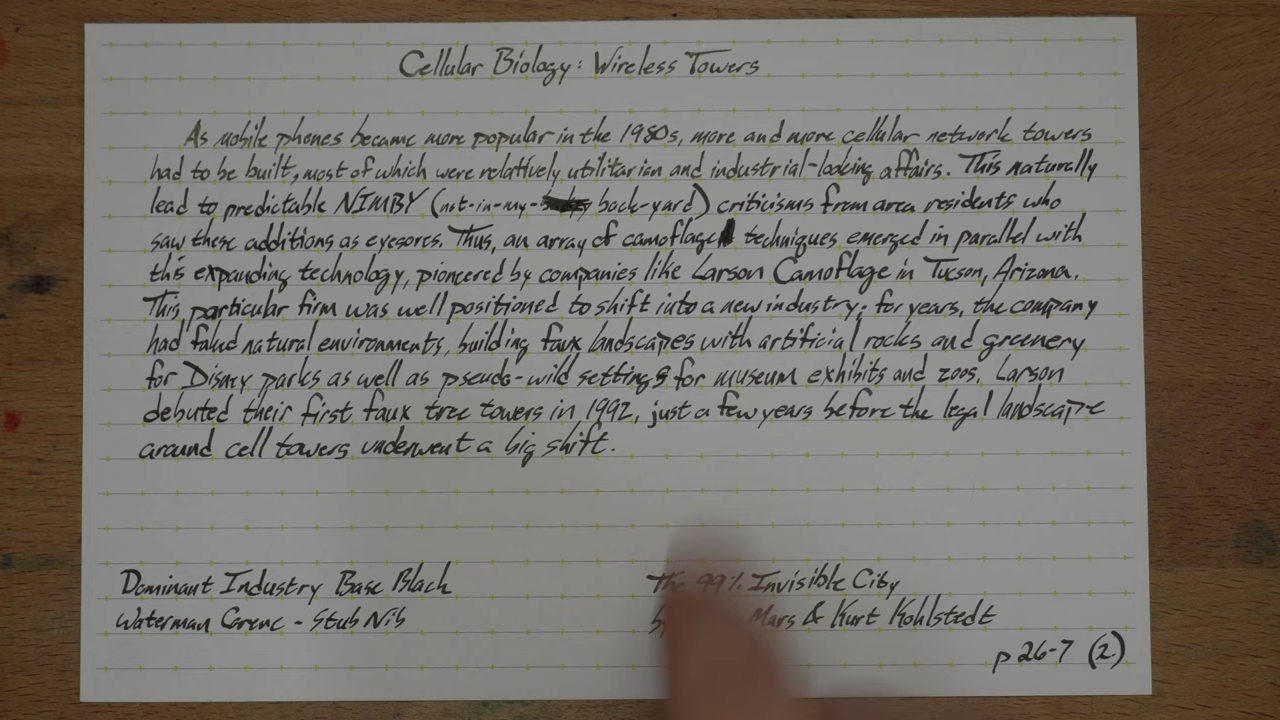 Cellular Biology: Wireless Towers
As mobile phones became more popular in the 1980s, more and more cellular network towers
had to be built, most of which were relatively utilitarian and industrial-looking affairs. This naturally
lead to predictable NIMBY (not-in-my- back-yard) criticisms from area residents who
saw these additions as eyesores. Thus, an array of camoflage techniques emerged in parallel with
this expanding technology, pioneered by companies like Larson Camoflage in Tucson, Arizona.
This particular firm was well positioned to shift into a new industry; for years, the company
had faked natural environments, building faux landscapes with artificial rocks and greenery
for Disney parks as well as pseudo-wild settings for museum exhibits and zoos. Larson
debuted their first faux tree towers in 1992, just a few years before the legal landscape
around cell towers underwent a big shift.
Dominant Industry Base Black
Waterman Carene - Stub Nib
The 99% Invisible City
Mars & Kurt Kohlstedt
p 26-7 (2)